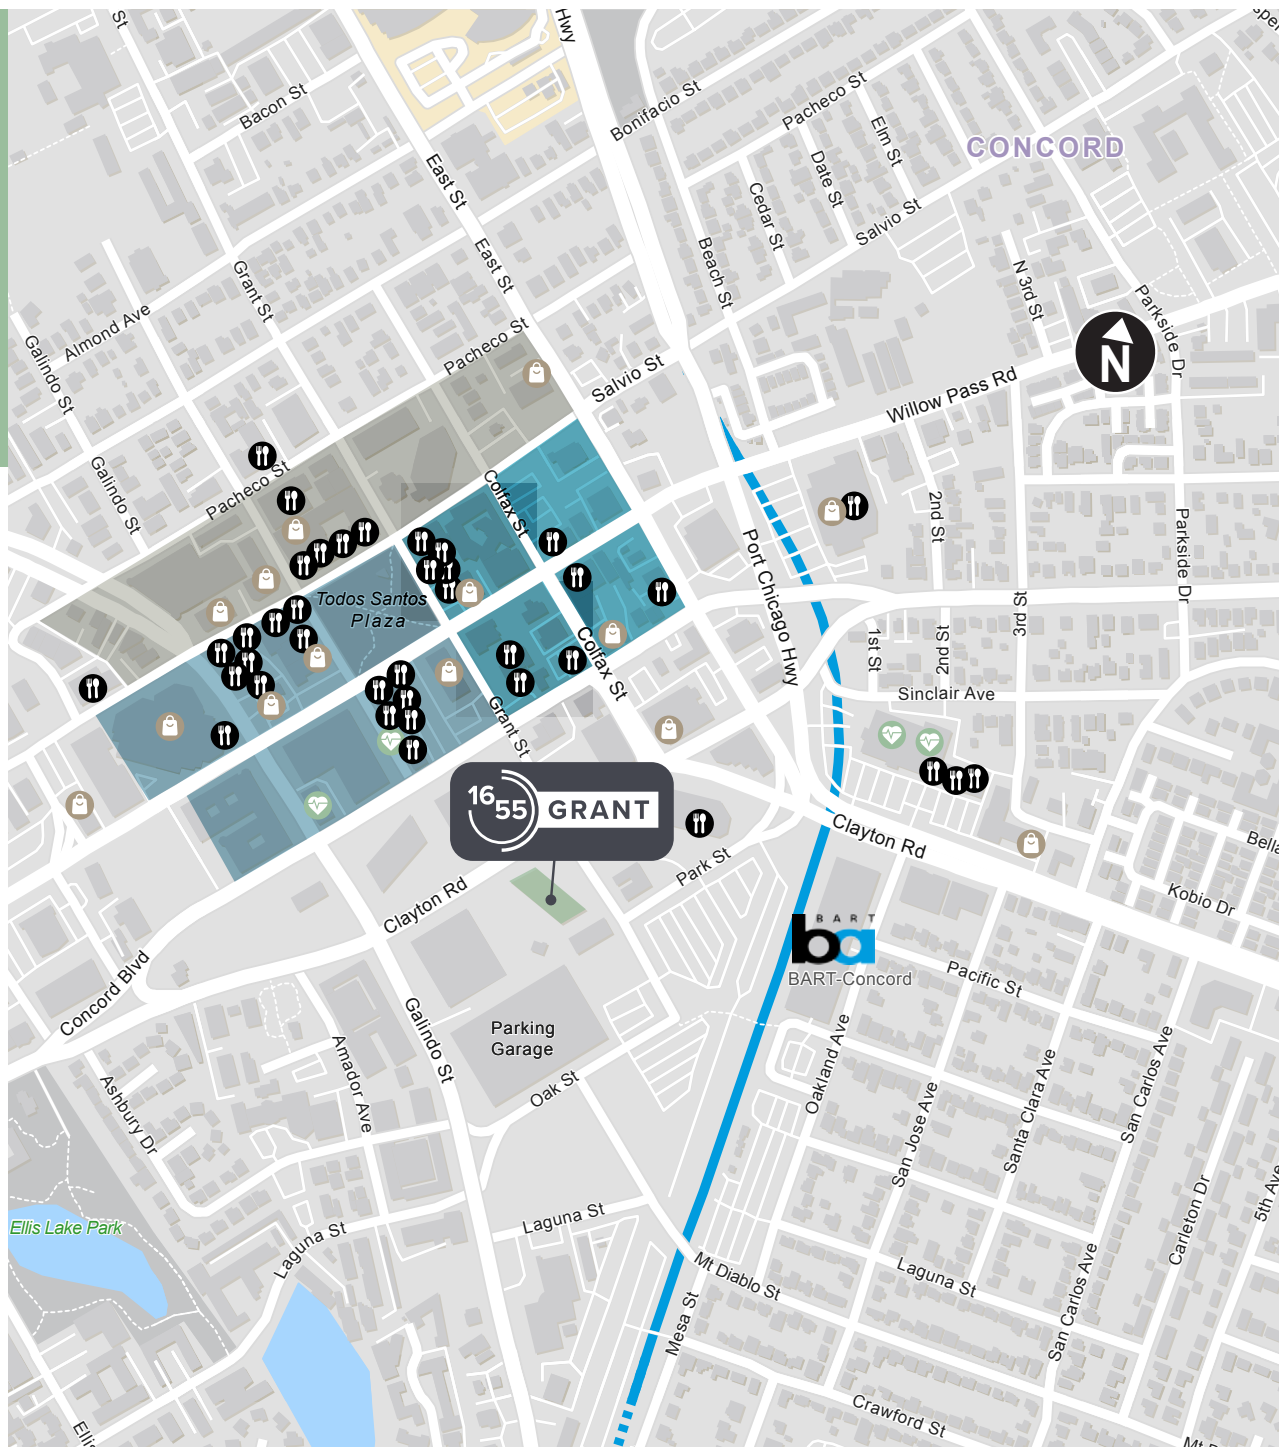 St
Hwy
Bacon St
Bonifacio St
Pacheco St
Elm St
CONCORD
East St
Date St
Cedar St
Salvio St
East St
Beach St
Grant St
N 3rd St
Parkside Dr
Almond Ave
Galindo St
Pacheco St
Salvio St
N
Willow Pass Rd
Galindo St
Pacheco St
Colfax St
2nd St
Parkside Dr
Port Chicago Hwy
Todos Santos
Plaza
3rd St
1st St
2nd St
Colfax St
Sinclair Ave
Grant St
1655 GRANT
Clayton Rd
Park St
Bella
Kobio Dr
Clayton Rd
BART
ba
BART-Concord
Pacific St
Concord Blvd
Galindo St
Parking
Garage
Amador Ave
Oakland Ave
Oak St
San Jose Ave
Santa Clara Ave
San Carlos Ave
Ashbury Dr
Ellis Lake Park
Laguna St
Laguna St
Carleton Dr
5th Ave
Mt Diablo St
Laguna St
San Carlos Ave
Mesa St
Crawford St
Ellis